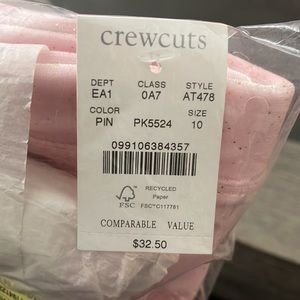 crewcuts
DEPT CLASS STYLE
EA1 0A7 AT478
COLOR SIZE
PIN PK5524 10
099106384357
RECYCLED
Paper
FSC
FSC™C117761
COMPARABLE VALUE
$32.50